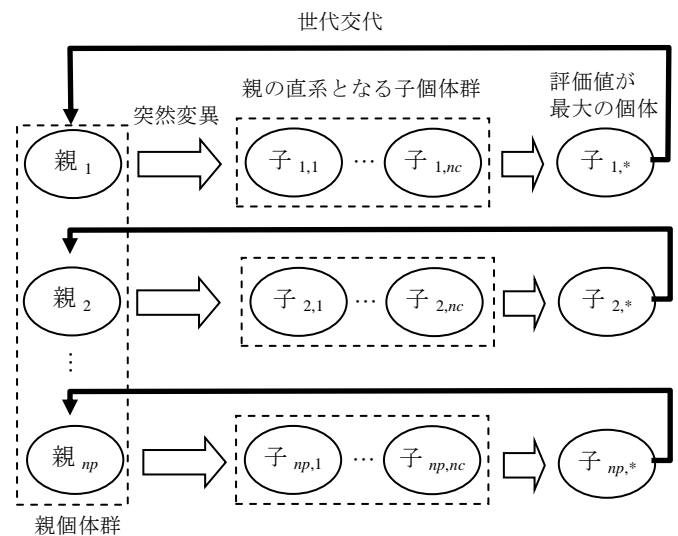 世代交代
親の直系となる子個体群
評価値が
最大の個体
突然変異
親 1
子 1,1
…
子 1,nc
子 1,*
親 2
子 2,1
…
子 2,nc
子 2,*
⋮
親 np
子 np,1
…
子 np,nc
子 np,*
親個体群